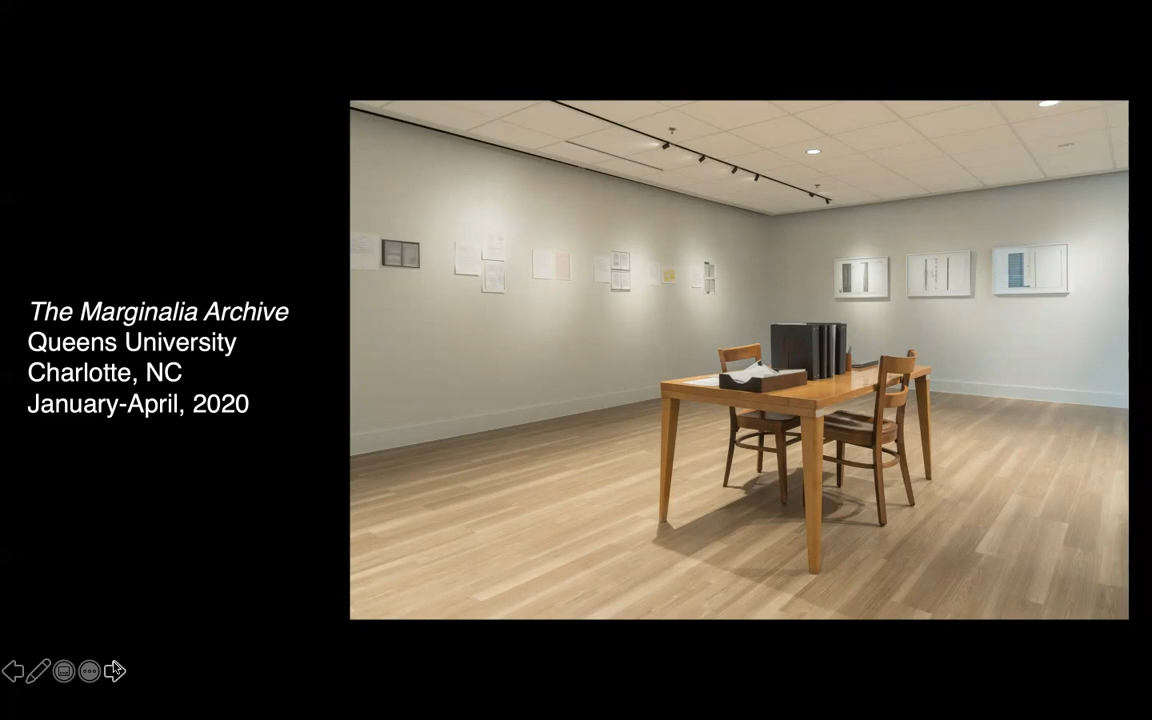 The Marginalia Archive
Queens University
Charlotte, NC
January-April, 2020